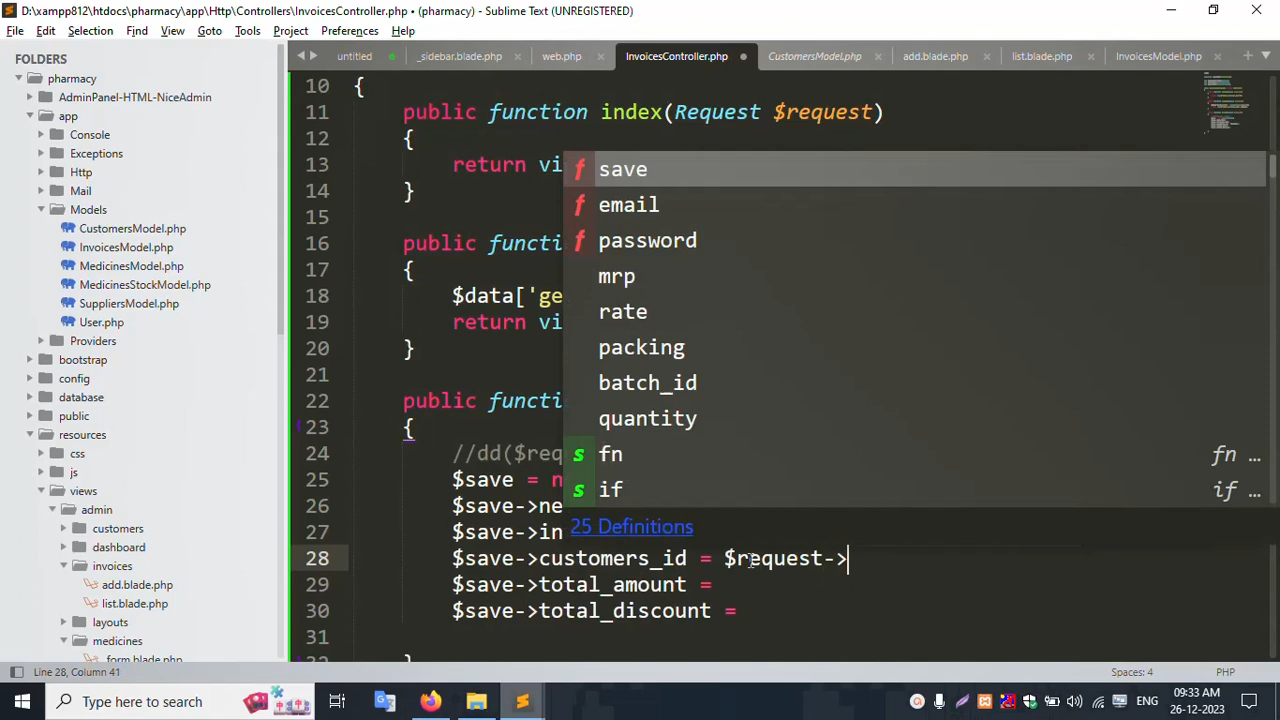 D:\xampp812\htdocs\pharmacy\app\Http\Controllers\InvoicesController.php • (pharmacy) - Sublime Text (UNREGISTERED)
File Edit Selection Find View Goto Tools Project Preferences Help
FOLDERS
pharmacy
AdminPanel-HTML-NiceAdmin
app
Console
Exceptions
Http
Mail
Models
CustomersModel.php
InvoicesModel.php
MedicinesModel.php
MedicinesStockModel.php
SuppliersModel.php
User.php
Providers
bootstrap
config
database
public
resources
css
js
views
admin
customers
dashboard
invoices
add.blade.php
list.blade.php
layouts
medicines
form.blade.php
untitled _sidebar.blade.php web.php InvoicesController.php CustomersModel.php add.blade.php list.blade.php InvoicesModel.php
10 {
11 public function index(Request $request)
12 {
13 return vi
14 }
15
16 public functi
17 {
18 $data['ge
19 return vi
20 }
21
22 public functi
23 {
24 //dd($req
25 $save = n
26 $save->ne
27 $save->in
28 $save->customers_id = $request->
29 $save->total_amount =
30 $save->total_discount =
31
32 }
f save
f email
f password
mrp
rate
packing
batch_id
quantity
s fn fn …
s if if …
25 Definitions
Line 28, Column 41 Spaces: 4 PHP
Type here to search ENG 09:33 AM 26-12-2023